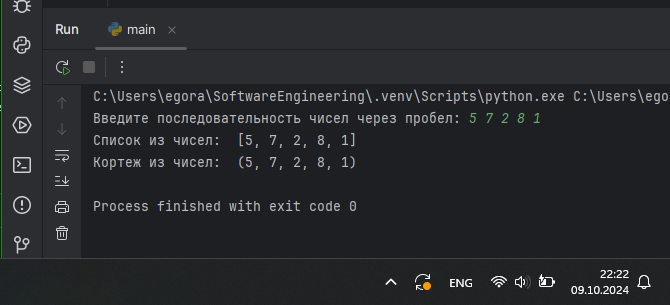 Run
main
C:\Users\egora\SoftwareEngineering\.venv\Scripts\python.exe C:\Users\ego
Введите последовательность чисел через пробел: 5 7 2 8 1
Список из чисел:  [5, 7, 2, 8, 1]
Кортеж из чисел:  (5, 7, 2, 8, 1)
Process finished with exit code 0
ENG
22:22
09.10.2024